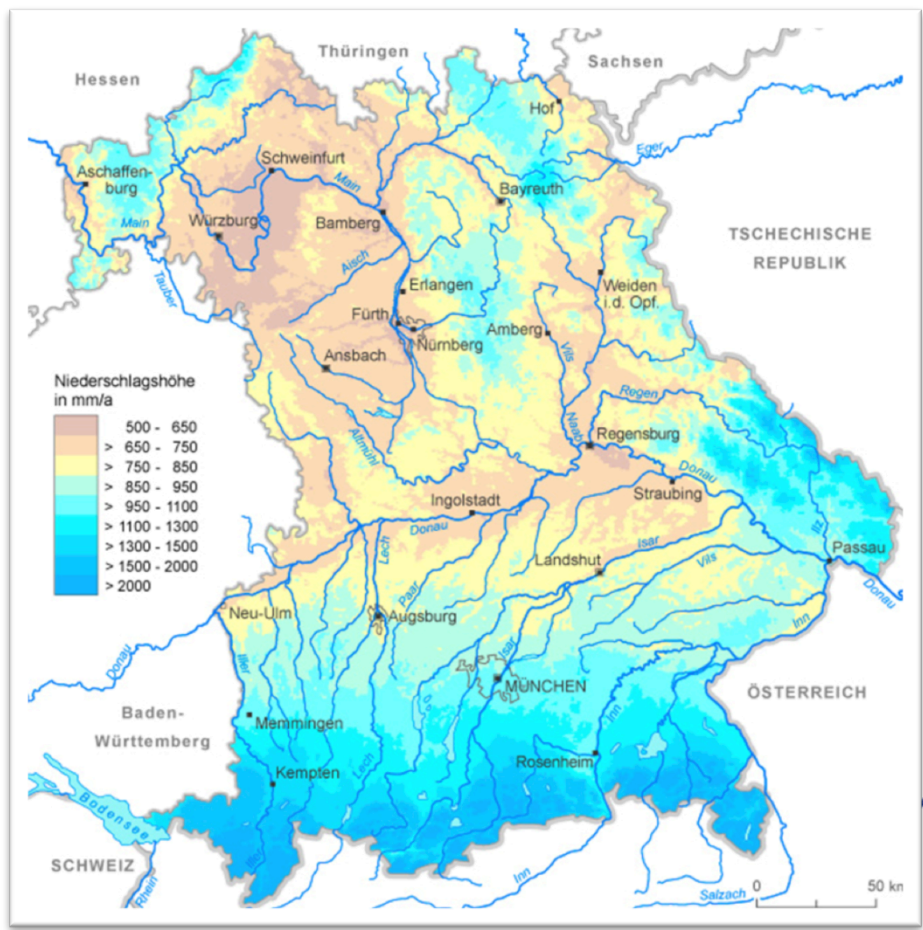 Thüringen
Sachsen
Hessen
Hof
Eger
Schweinfurt
Aschaffen-
burg
Main
Bayreuth
Würzburg
Bamberg
Main
TSCHECHISCHE
REPUBLIK
Aisch
Tauber
Erlangen
Weiden
i.d. Opf.
Fürth
Amberg
Nürnberg
Ansbach
Vils
Niederschlagshöhe
in mm/a
500 - 650
> 650 - 750
> 750 - 850
> 850 - 950
> 950 - 1100
> 1100 - 1300
> 1300 - 1500
> 1500 - 2000
> 2000
Regen
Altmühl
Naab
Regensburg
Donau
Straubing
Ingolstadt
Donau
Ilz
Lech
Isar
Landshut
Vils
Passau
Paar
Donau
Neu-Ulm
Augsburg
Inn
Isar
Donau
Iller
MÜNCHEN
ÖSTERREICH
Baden-
Württemberg
Memmingen
Inn
Rosenheim
Lech
Kempten
Bodensee
SCHWEIZ
Iller
Inn
Rhein
Salzach
0 50 km